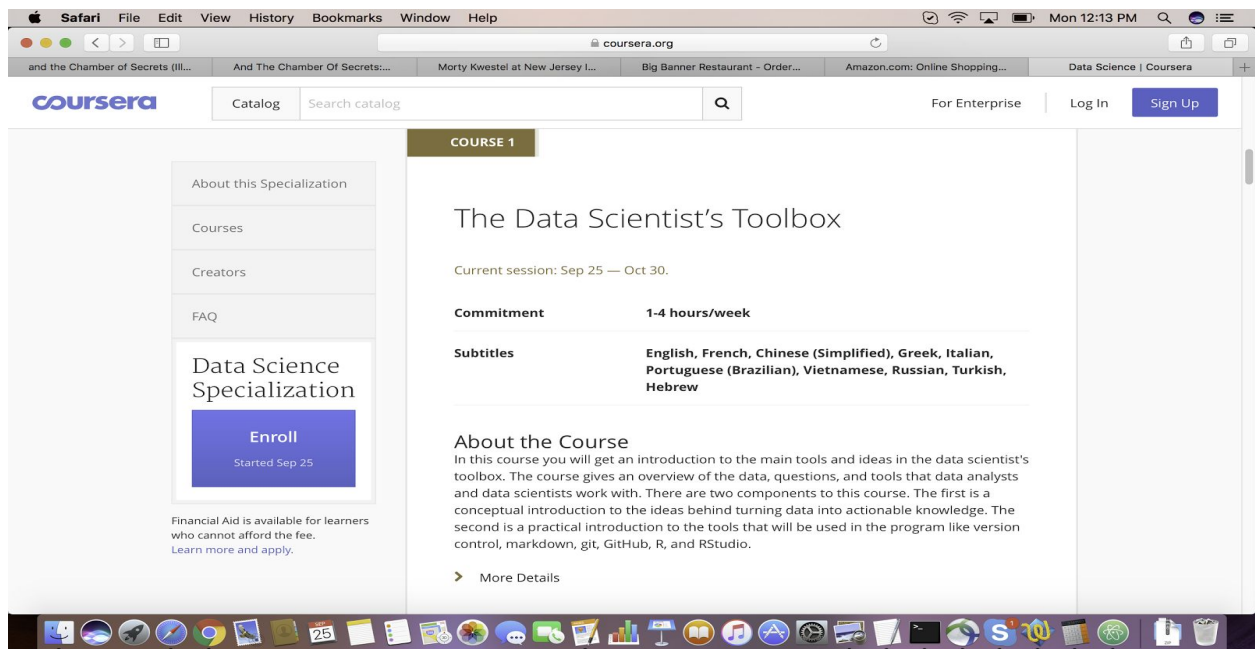 Safari File Edit View History Bookmarks Window Help Mon 12:13 PM
coursera.org
and the Chamber of Secrets (Ill... And The Chamber Of Secrets:... Morty Kwestel at New Jersey I... Big Banner Restaurant - Order... Amazon.com: Online Shopping... Data Science | Coursera
coursera Catalog Search catalog For Enterprise Log In Sign Up
About this Specialization
Courses
Creators
FAQ
Data Science
Specialization
Enroll
Started Sep 25
Financial Aid is available for learners
who cannot afford the fee.
Learn more and apply.
COURSE 1
The Data Scientist’s Toolbox
Current session: Sep 25 — Oct 30.
Commitment 1-4 hours/week
Subtitles English, French, Chinese (Simplified), Greek, Italian,
Portuguese (Brazilian), Vietnamese, Russian, Turkish,
Hebrew
About the Course
In this course you will get an introduction to the main tools and ideas in the data scientist's
toolbox. The course gives an overview of the data, questions, and tools that data analysts
and data scientists work with. There are two components to this course. The first is a
conceptual introduction to the ideas behind turning data into actionable knowledge. The
second is a practical introduction to the tools that will be used in the program like version
control, markdown, git, GitHub, R, and RStudio.
More Details
25